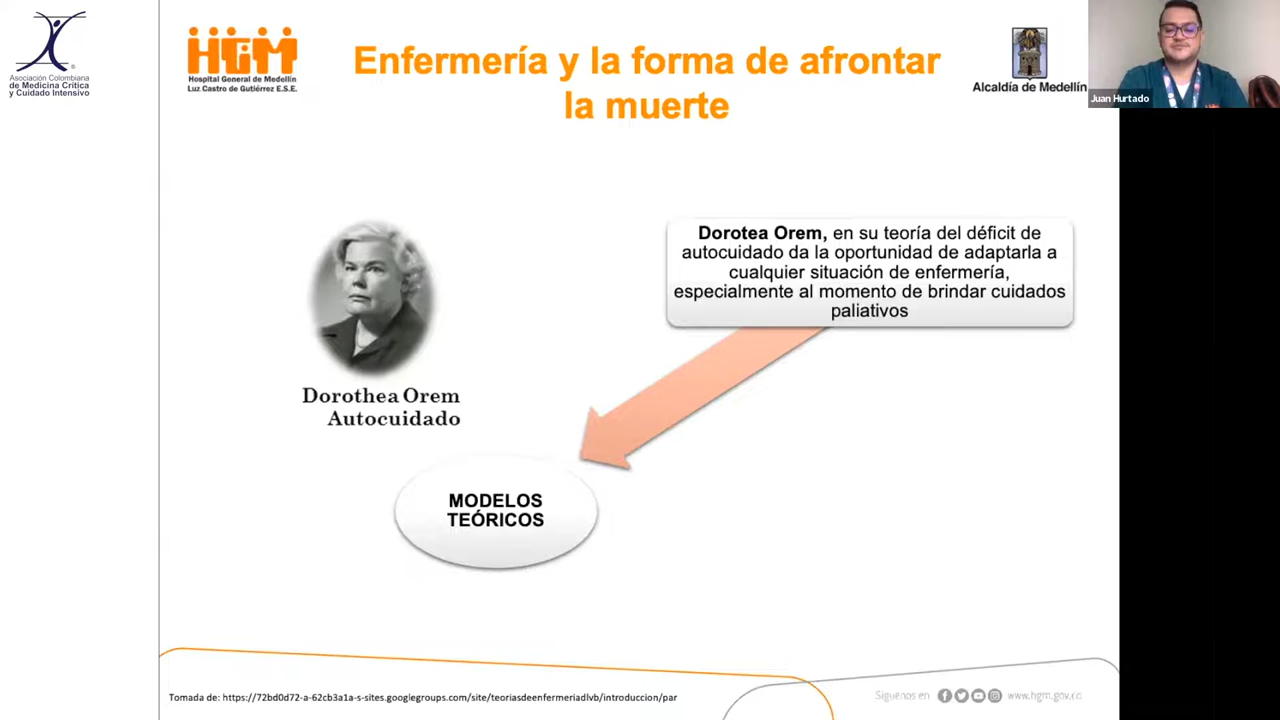 Asociación Colombiana
de Medicina Crítica
y Cuidado Intensivo
HGM
Hospital General de Medellín
Luz Castro de Gutiérrez E.S.E.
Enfermería y la forma de afrontar
la muerte
Alcaldía de Medellín
Juan Hurtado
Dorotea Orem, en su teoría del déficit de
autocuidado da la oportunidad de adaptarla a
cualquier situación de enfermería,
especialmente al momento de brindar cuidados
paliativos
Dorothea Orem
Autocuidado
MODELOS
TEÓRICOS
Tomada de: https://72bd0d72-a-62cb3a1a-s-sites.googlegroups.com/site/teoriasdeenfermeriadlvb/introduccion/par
Síguenos en
www.hgm.gov.co